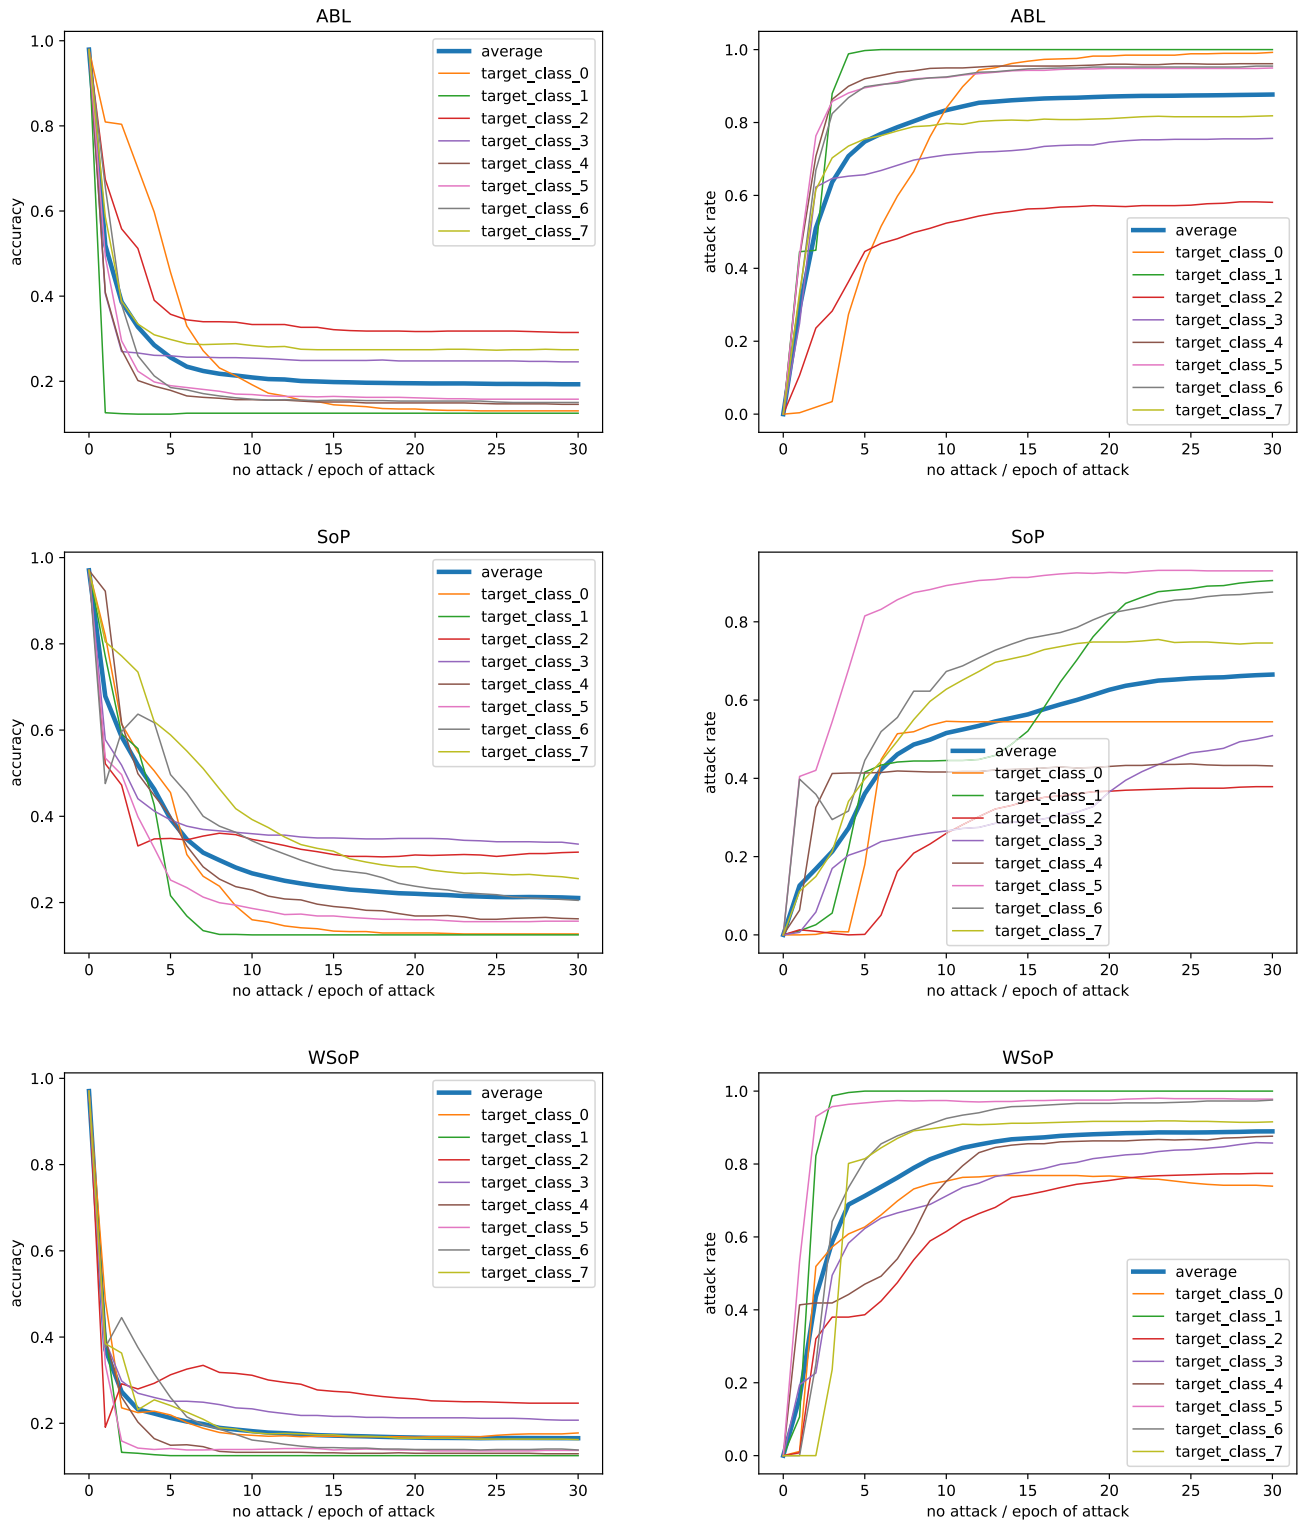 ABL
accuracy
1.0
0.8
0.6
0.4
0.2
average
target_class_0
target_class_1
target_class_2
target_class_3
target_class_4
target_class_5
target_class_6
target_class_7
0 5 10 15 20 25 30
no attack / epoch of attack
ABL
attack rate
1.0
0.8
0.6
0.4
0.2
0.0
average
target_class_0
target_class_1
target_class_2
target_class_3
target_class_4
target_class_5
target_class_6
target_class_7
0 5 10 15 20 25 30
no attack / epoch of attack
SoP
accuracy
1.0
0.8
0.6
0.4
0.2
average
target_class_0
target_class_1
target_class_2
target_class_3
target_class_4
target_class_5
target_class_6
target_class_7
0 5 10 15 20 25 30
no attack / epoch of attack
SoP
attack rate
0.8
0.6
0.4
0.2
0.0
average
target_class_0
target_class_1
target_class_2
target_class_3
target_class_4
target_class_5
target_class_6
target_class_7
0 5 10 15 20 25 30
no attack / epoch of attack
WSoP
accuracy
1.0
0.8
0.6
0.4
0.2
average
target_class_0
target_class_1
target_class_2
target_class_3
target_class_4
target_class_5
target_class_6
target_class_7
0 5 10 15 20 25 30
no attack / epoch of attack
WSoP
attack rate
1.0
0.8
0.6
0.4
0.2
0.0
average
target_class_0
target_class_1
target_class_2
target_class_3
target_class_4
target_class_5
target_class_6
target_class_7
0 5 10 15 20 25 30
no attack / epoch of attack